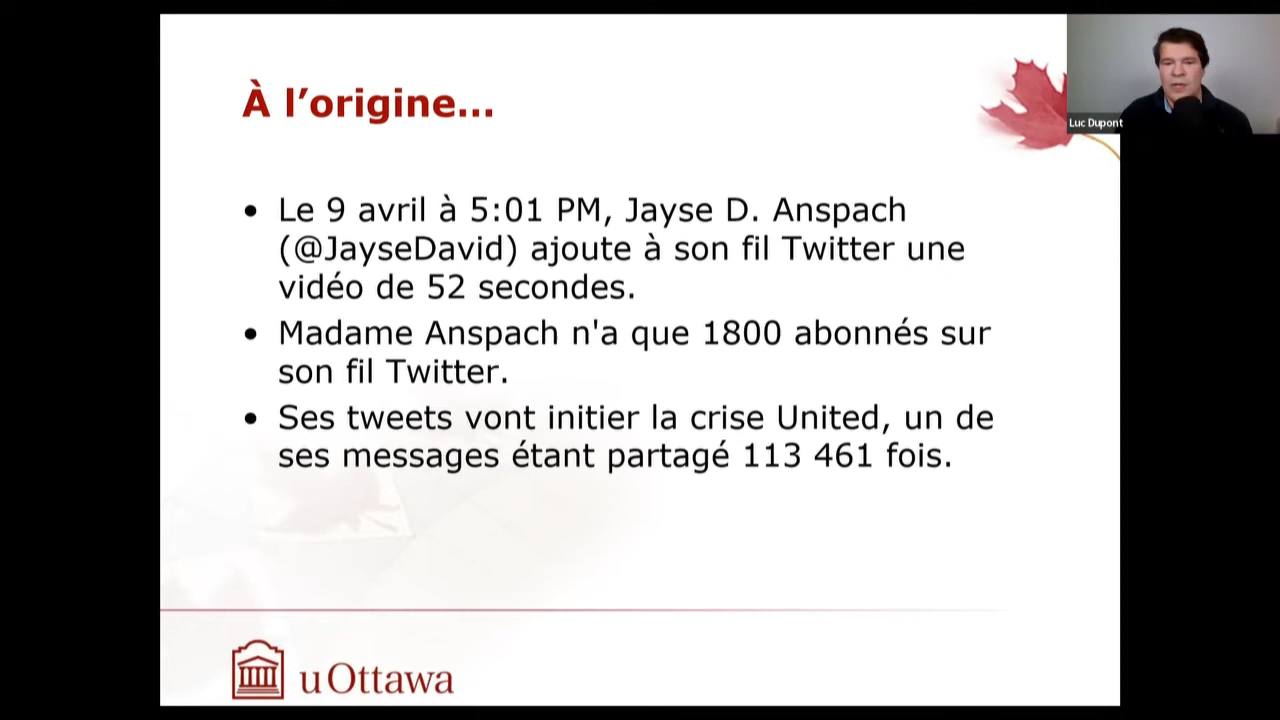 À l’origine…
Luc Dupont
• Le 9 avril à 5:01 PM, Jayse D. Anspach
(@JayseDavid) ajoute à son fil Twitter une
vidéo de 52 secondes.
• Madame Anspach n'a que 1800 abonnés sur
son fil Twitter.
• Ses tweets vont initier la crise United, un de
ses messages étant partagé 113 461 fois.
uOttawa